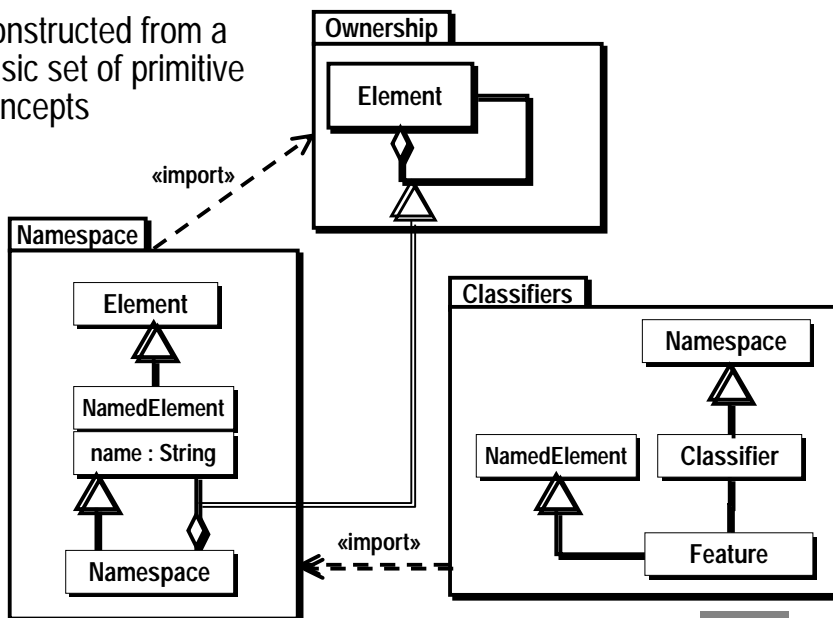 onstructed from a
sic set of primitive
ncepts
Ownership
Element
«import»
Namespace
Element
NamedElement
name : String
Namespace
«import»
Classifiers
Namespace
NamedElement
Classifier
Feature